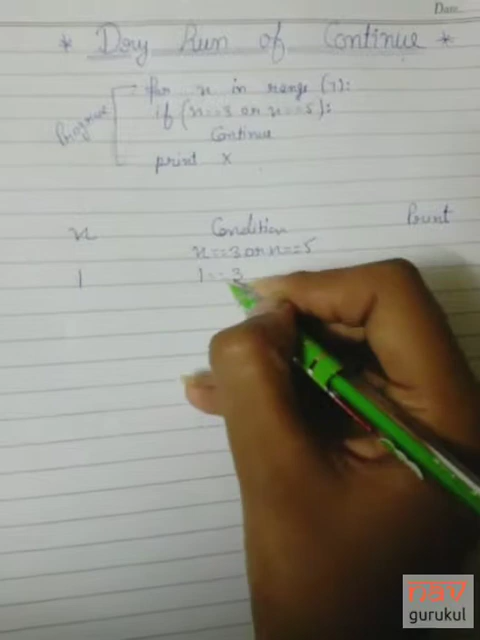 Date
* Dry Run of Continue *
Program
for x in range (7):
if (x==3 or x==5):
Continue
print x
x Condition Print
x==3 or x==5
1 1==3
nav
gurukul